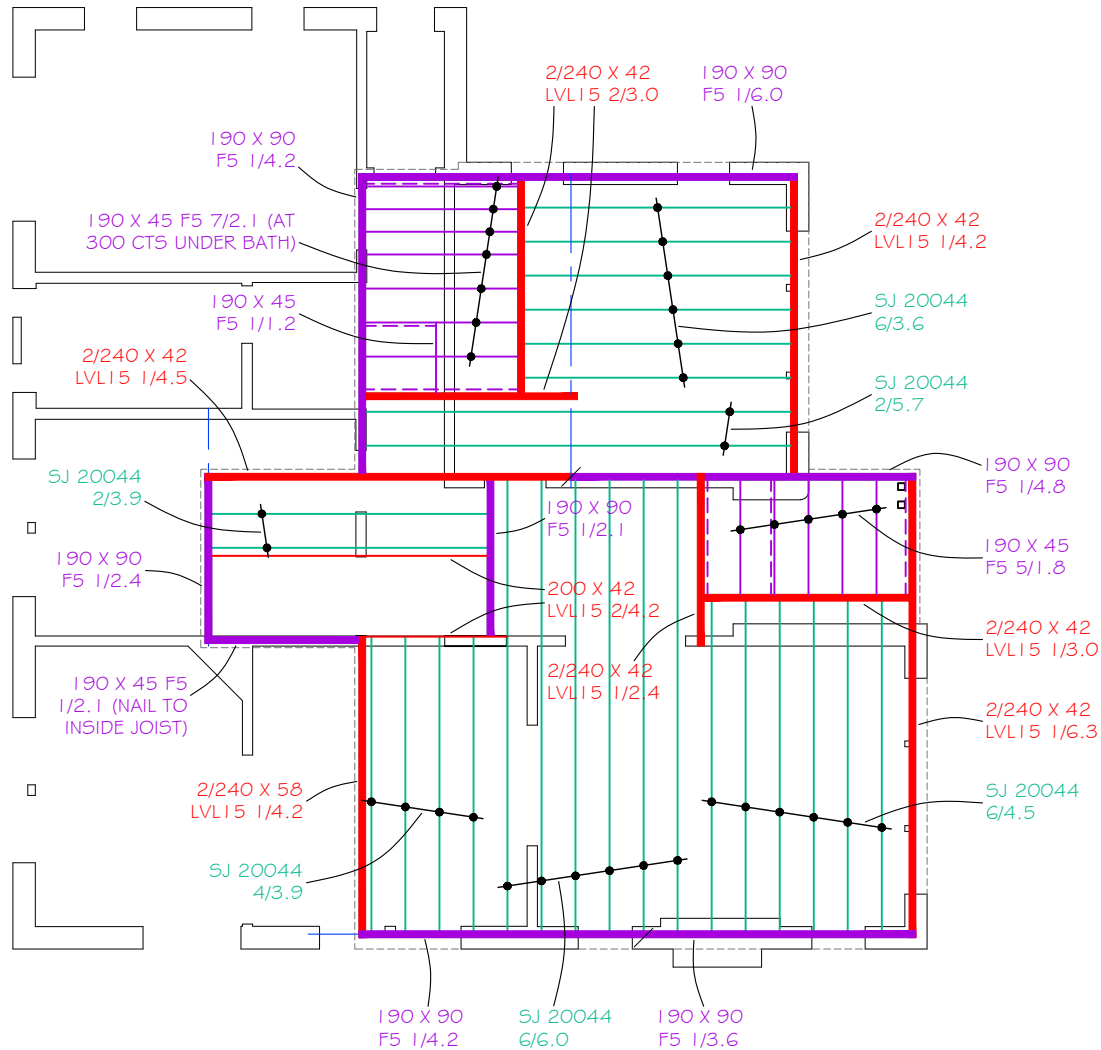 2/240 X 42
LVL15 2/3.0
190 X 90
F5 1/6.0
190 X 90
F5 1/4.2
190 X 45 F5 7/2.1 (AT
300 CTS UNDER BATH)
2/240 X 42
LVL15 1/4.2
190 X 45
F5 1/1.2
SJ 20044
6/3.6
2/240 X 42
LVL15 1/4.5
SJ 20044
2/5.7
SJ 20044
2/3.9
190 X 90
F5 1/4.8
190 X 90
F5 1/2.1
190 X 90
F5 1/2.4
190 X 45
F5 5/1.8
200 X 42
LVL15 2/4.2
2/240 X 42
LVL15 1/3.0
2/240 X 42
LVL15 1/2.4
190 X 45 F5
1/2.1 (NAIL TO
INSIDE JOIST)
2/240 X 42
LVL15 1/6.3
2/240 X 58
LVL15 1/4.2
SJ 20044
6/4.5
SJ 20044
4/3.9
190 X 90
F5 1/4.2
SJ 20044
6/6.0
190 X 90
F5 1/3.6